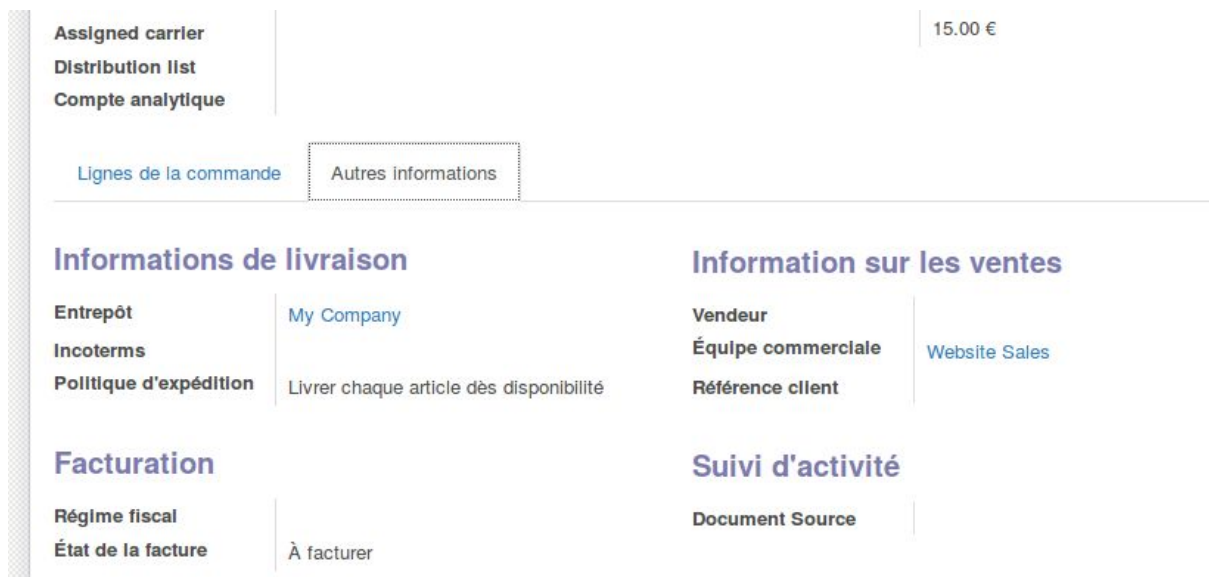 Assigned carrier
15.00 €
Distribution list
Compte analytique
Lignes de la commande
Autres informations
Informations de livraison
Entrepôt My Company
Incoterms
Politique d'expédition Livrer chaque article dès disponibilité
Information sur les ventes
Vendeur
Équipe commerciale Website Sales
Référence client
Facturation
Régime fiscal
État de la facture À facturer
Suivi d'activité
Document Source